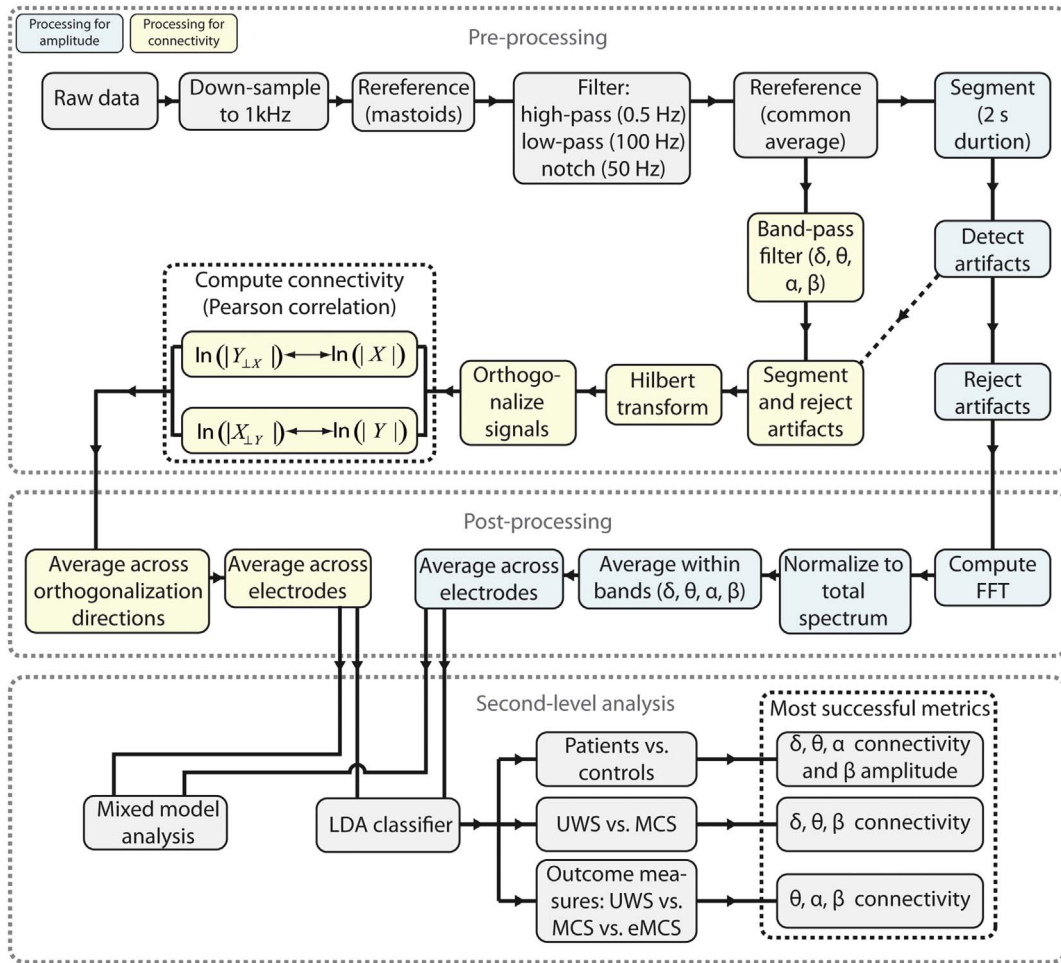 Processing for
amplitude
Processing for
connectivity
Pre-processing
Raw data
Down-sample
to 1kHz
Rereference
(mastoids)
Filter:
high-pass (0.5 Hz)
low-pass (100 Hz)
notch (50 Hz)
Rereference
(common
average)
Segment
(2 s
durtion)
Band-pass
filter (δ, θ,
α, β)
Detect
artifacts
Compute connectivity
(Pearson correlation)
ln(|Y⊥X|)↔ln(|X|)
ln(|X⊥Y|)↔ln(|Y|)
Orthogo-
nalize
signals
Hilbert
transform
Segment
and reject
artifacts
Reject
artifacts
Post-processing
Average across
orthogonalization
directions
Average across
electrodes
Average across
electrodes
Average within
bands (δ, θ, α, β)
Normalize to
total
spectrum
Compute
FFT
Second-level analysis
Most successful metrics
Patients vs.
controls
δ, θ, α connectivity
and β amplitude
Mixed model
analysis
LDA classifier
UWS vs. MCS
δ, θ, β connectivity
Outcome mea-
sures: UWS vs.
MCS vs. eMCS
θ, α, β connectivity